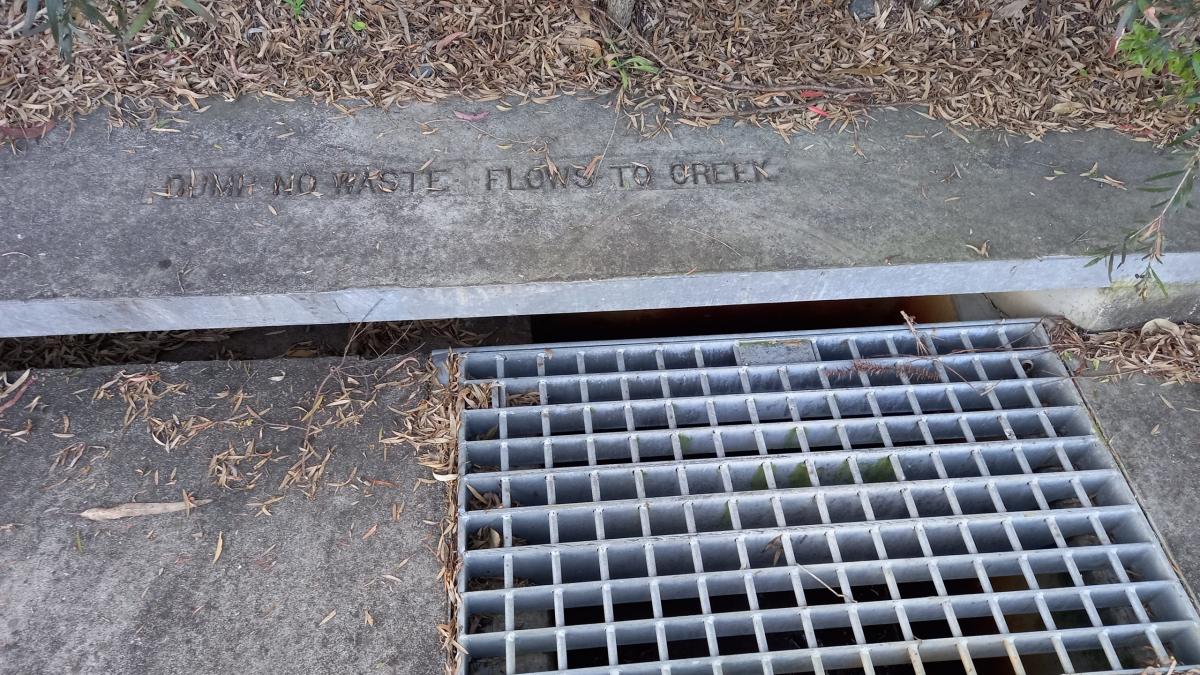 DUMP NO WASTE FLOWS TO CREEK